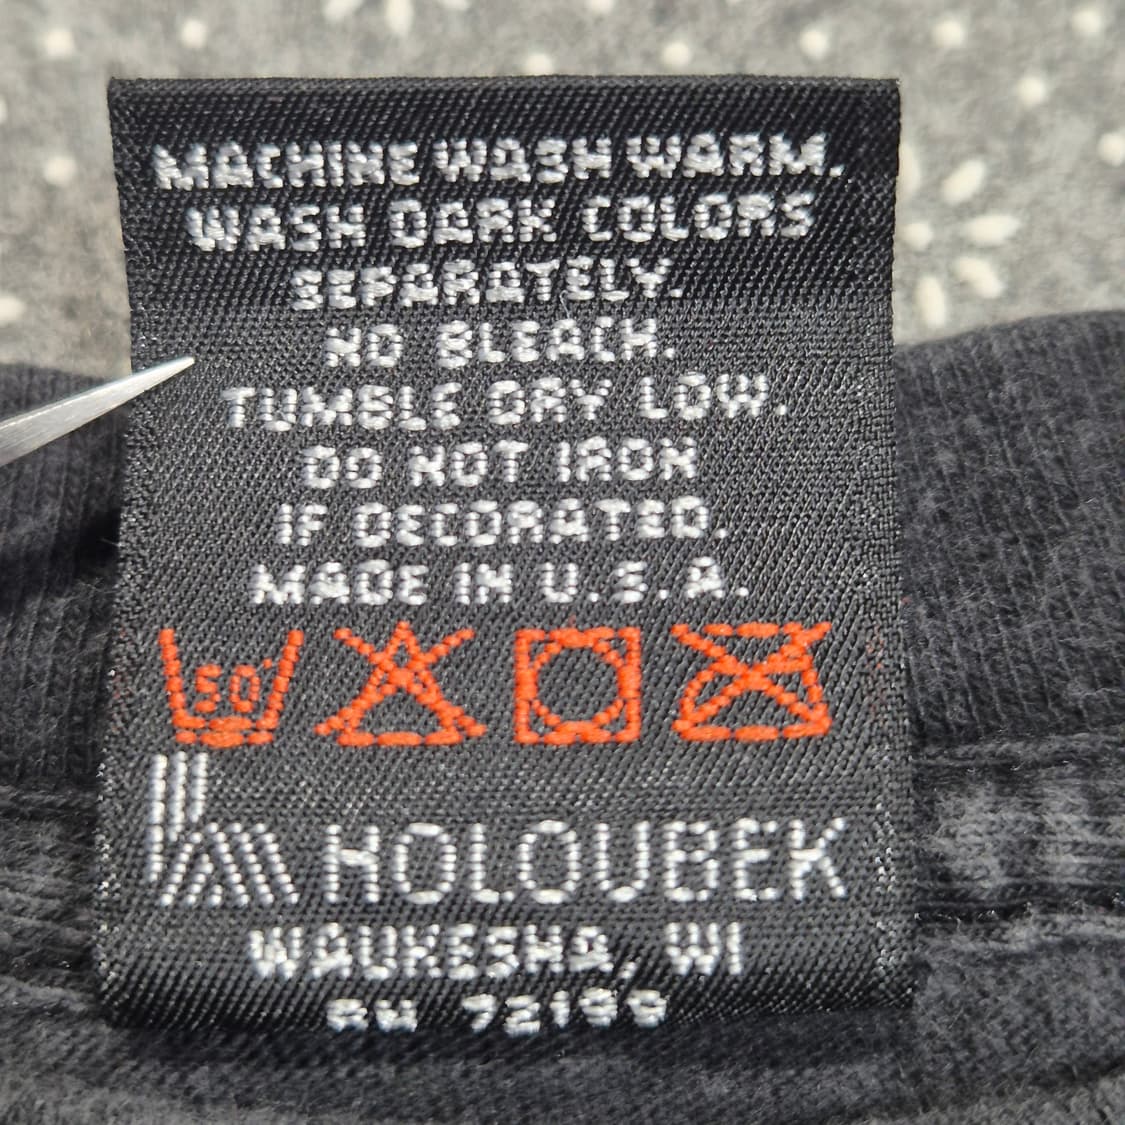 MACHINE WASH WARM.
WASH DARK COLORS
SEPARATELY.
NO BLEACH.
TUMBLE DRY LOW.
DO NOT IRON
IF DECORATED.
MADE IN U.S.A.
50°
HOLOUBEK
WAUKESHA, WI
RN 72199